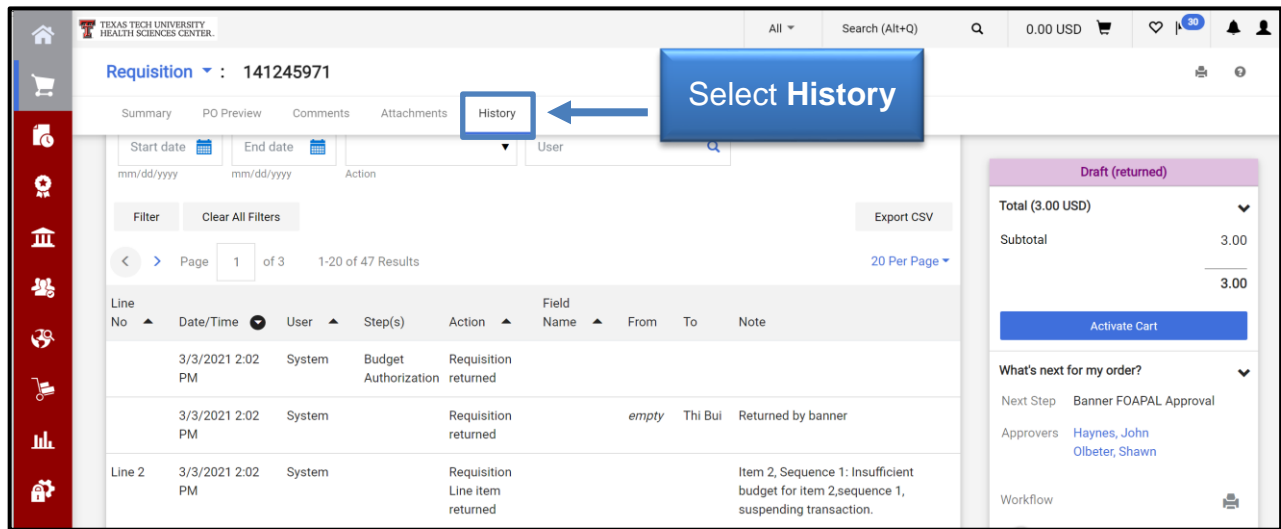 TEXAS TECH UNIVERSITY
HEALTH SCIENCES CENTER.
All
Search (Alt+Q)
0.00 USD
30
Requisition : 141245971
Select History
Summary
PO Preview
Comments
Attachments
History
Start date
End date
User
mm/dd/yyyy
mm/dd/yyyy
Action
Filter
Clear All Filters
Export CSV
Page 1 of 3
1-20 of 47 Results
20 Per Page
Line
No
Date/Time
User
Step(s)
Action
Field
Name
From
To
Note
3/3/2021 2:02
PM
System
Budget
Authorization
Requisition
returned
3/3/2021 2:02
PM
System
Requisition
returned
empty
Thi Bui
Returned by banner
Line 2
3/3/2021 2:02
PM
System
Requisition
Line item
returned
Item 2, Sequence 1: Insufficient
budget for item 2,sequence 1,
suspending transaction.
Draft (returned)
Total (3.00 USD)
Subtotal
3.00
3.00
Activate Cart
What's next for my order?
Next Step
Banner FOAPAL Approval
Approvers
Haynes, John
Olbeter, Shawn
Workflow